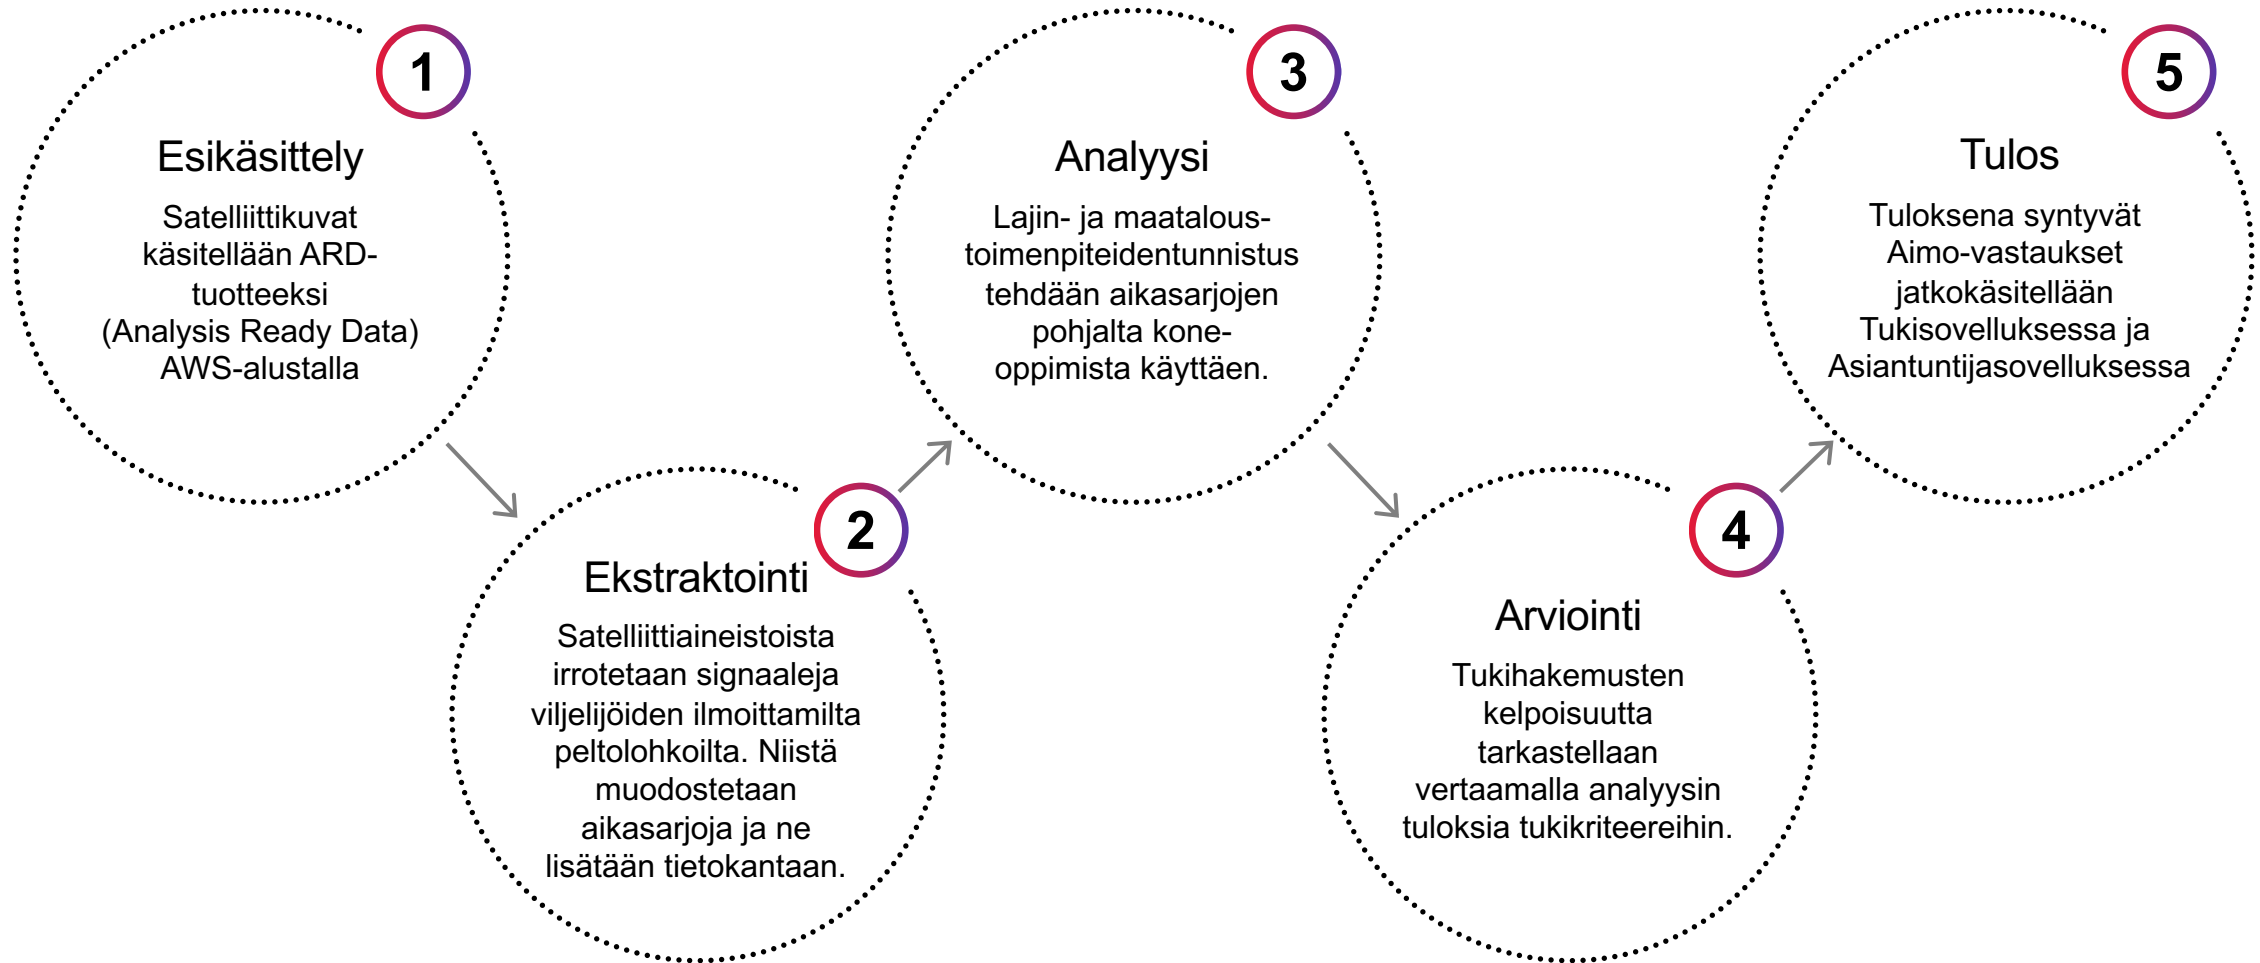 1
Esikäsittely
Satelliittikuvat
käsitellään ARD-
tuotteeksi
(Analysis Ready Data)
AWS-alustalla
2
Ekstraktointi
Satelliittiaineistoista
irrotetaan signaaleja
viljelijöiden ilmoittamilta
peltolohkoilta. Niistä
muodostetaan
aikasarjoja ja ne
lisätään tietokantaan.
3
Analyysi
Lajin- ja maatalous-
toimenpiteidentunnistus
tehdään aikasarjojen
pohjalta kone-
oppimista käyttäen.
4
Arviointi
Tukihakemusten
kelpoisuutta
tarkastellaan
vertaamalla analyysin
tuloksia tukikriteereihin.
5
Tulos
Tuloksena syntyvät
Aimo-vastaukset
jatkokäsitellään
Tukisovelluksessa ja
Asiantuntijasovelluksessa